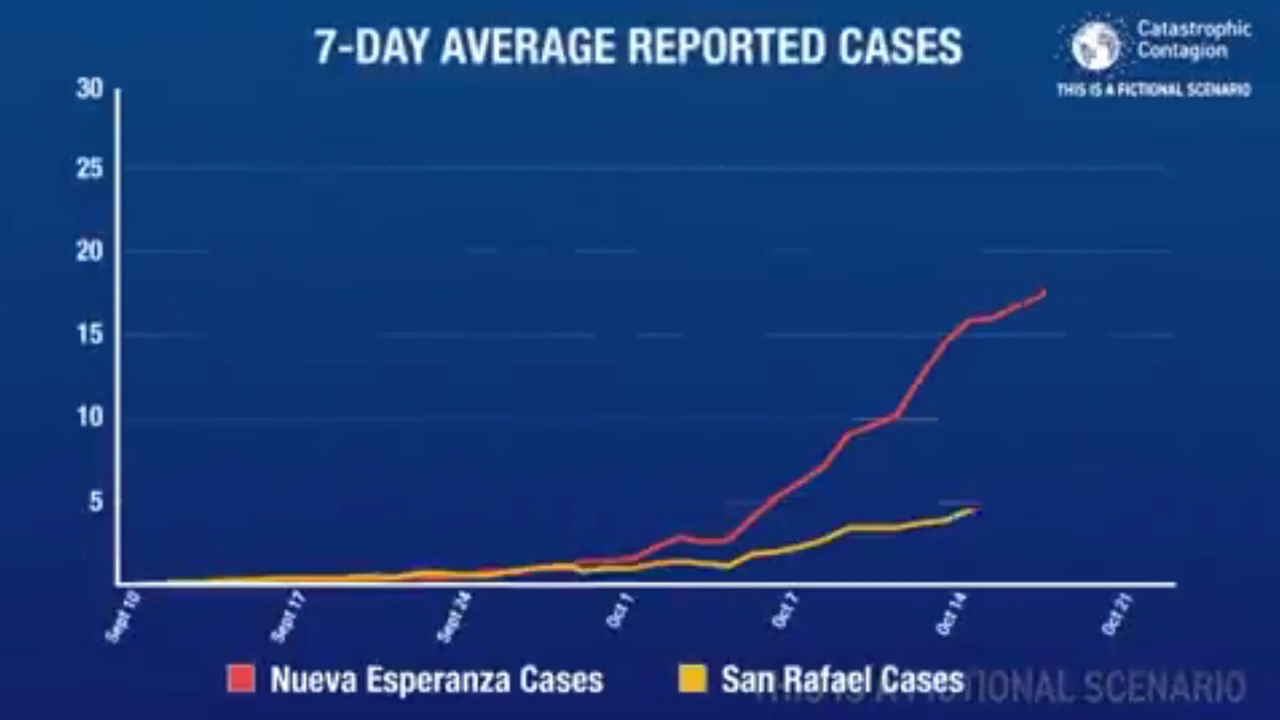 7-DAY AVERAGE REPORTED CASES
Catastrophic
Contagion
THIS IS A FICTIONAL SCENARIO
30
25
20
15
10
5
Sept 10
Sept 17
Sept 24
Oct 1
Oct 7
Oct 14
Oct 21
Nueva Esperanza Cases
San Rafael Cases
THIS IS A FICTIONAL SCENARIO